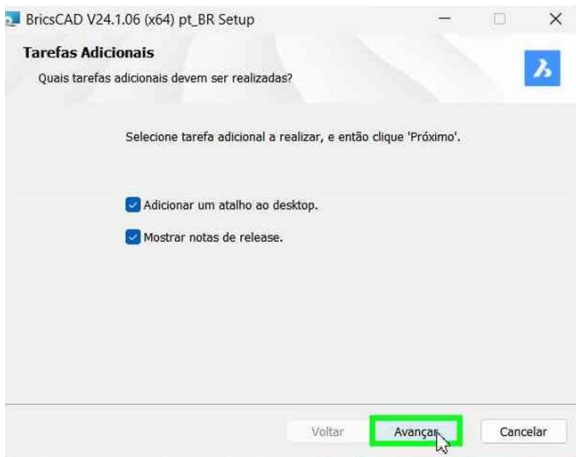 BricsCAD V24.1.06 (x64) pt_BR Setup
Tarefas Adicionais
Quais tarefas adicionais devem ser realizadas?
Selecione tarefa adicional a realizar, e então clique 'Próximo'.
Adicionar um atalho ao desktop.
Mostrar notas de release.
Voltar Avançar Cancelar